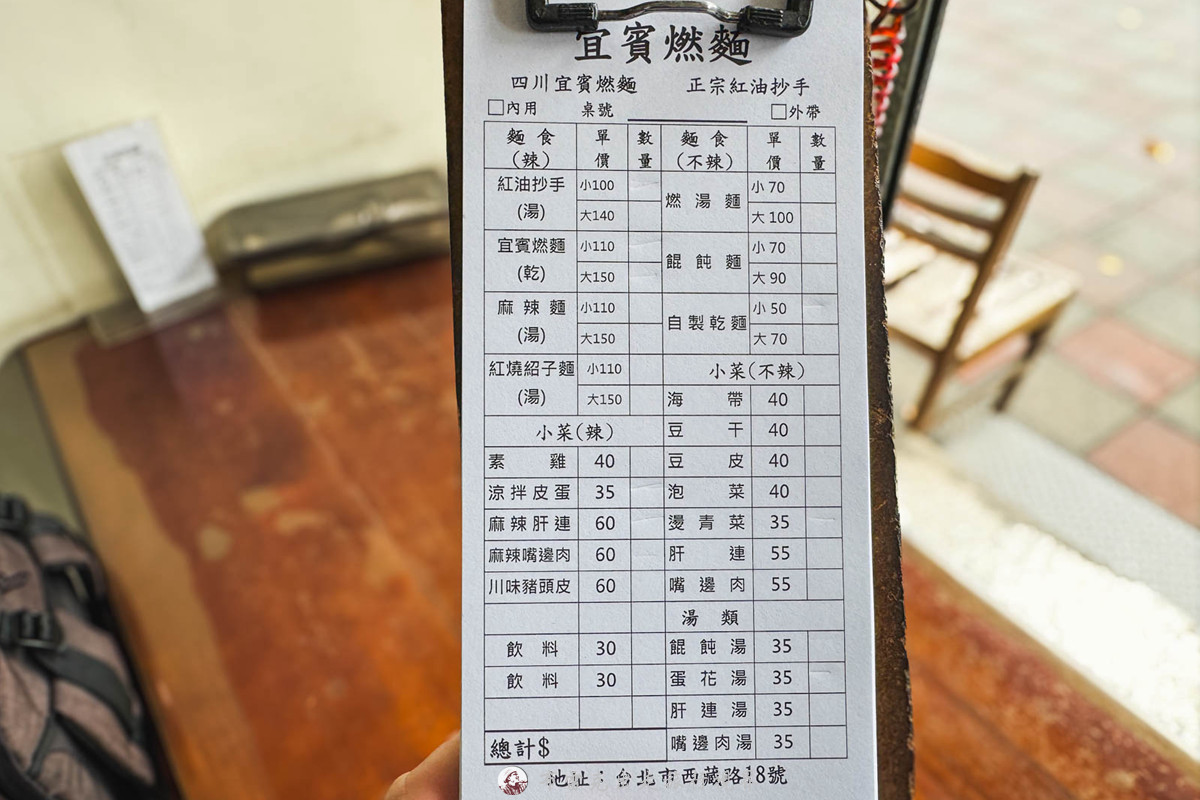 宜賓燃麵
四川宜賓燃麵 正宗紅油抄手
□內用 桌號 □外帶
麵食(辣) 單價 數量 麵食(不辣) 單價 數量
紅油抄手(湯) 小100 燃湯麵 小70
大140 大100
宜賓燃麵(乾) 小110 餛飩麵 小70
大150 大90
麻辣麵(湯) 小110 自製乾麵 小50
大150 大70
紅燒紹子麵(湯) 小110 小菜(不辣)
大150 海帶 40
小菜(辣) 豆干 40
素雞 40 豆皮 40
涼拌皮蛋 35 泡菜 40
麻辣肝連 60 燙青菜 35
麻辣嘴邊肉 60 肝連 55
川味豬頭皮 60 嘴邊肉 55
湯類
飲料 30 餛飩湯 35
飲料 30 蛋花湯 35
肝連湯 35
總計$ 嘴邊肉湯 35
地址：台北市西藏路18號